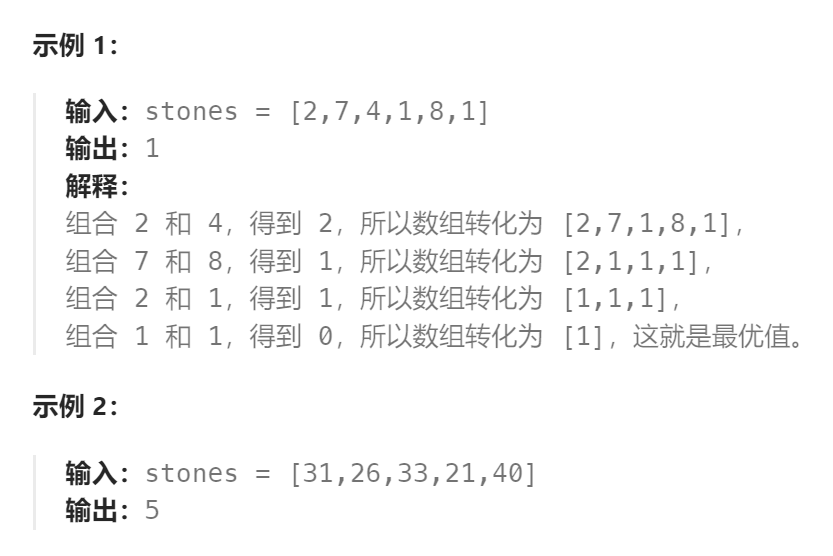 示例 1：
输入：stones = [2,7,4,1,8,1]
输出：1
解释：
组合 2 和 4，得到 2，所以数组转化为 [2,7,1,8,1]，
组合 7 和 8，得到 1，所以数组转化为 [2,1,1,1]，
组合 2 和 1，得到 1，所以数组转化为 [1,1,1]，
组合 1 和 1，得到 0，所以数组转化为 [1]，这就是最优值。
示例 2：
输入：stones = [31,26,33,21,40]
输出：5